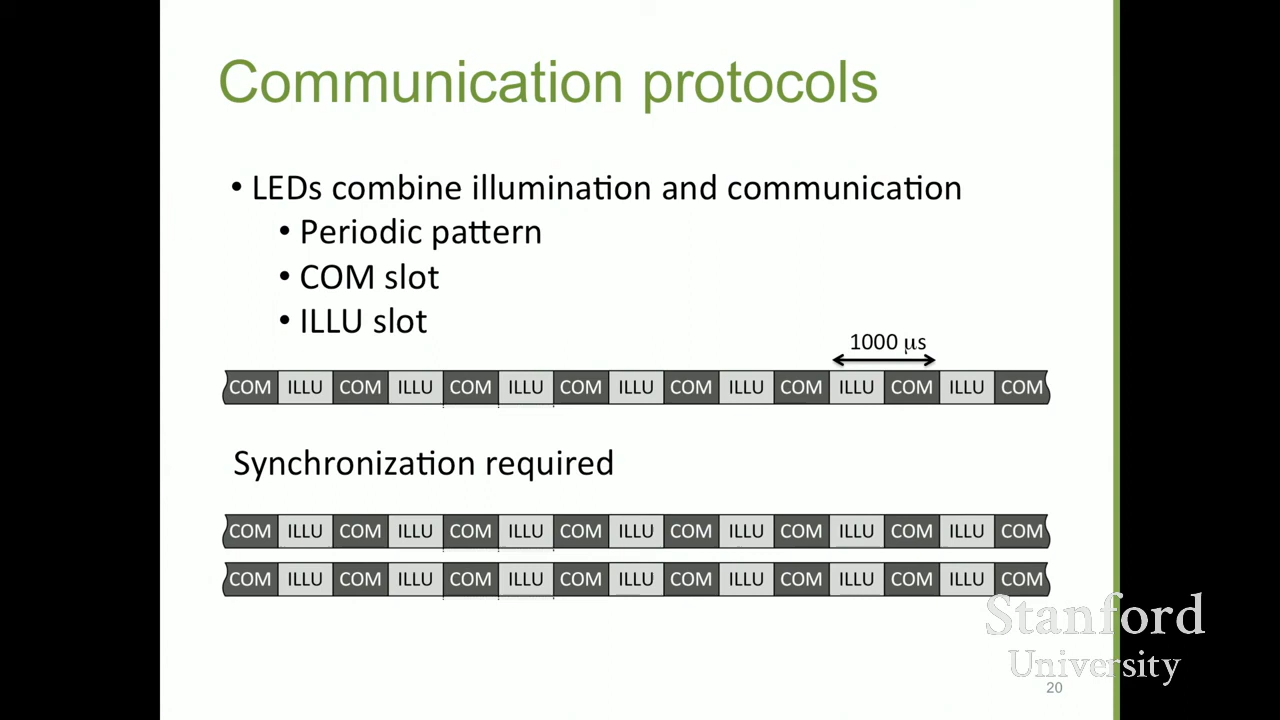 Communication protocols
• LEDs combine illumination and communication
• Periodic pattern
• COM slot
• ILLU slot
1000 μs
COM ILLU COM ILLU COM ILLU COM ILLU COM ILLU COM ILLU COM ILLU COM
Synchronization required
COM ILLU COM ILLU COM ILLU COM ILLU COM ILLU COM ILLU COM ILLU COM
COM ILLU COM ILLU COM ILLU COM ILLU COM ILLU COM ILLU COM ILLU COM
Stanford
University
20